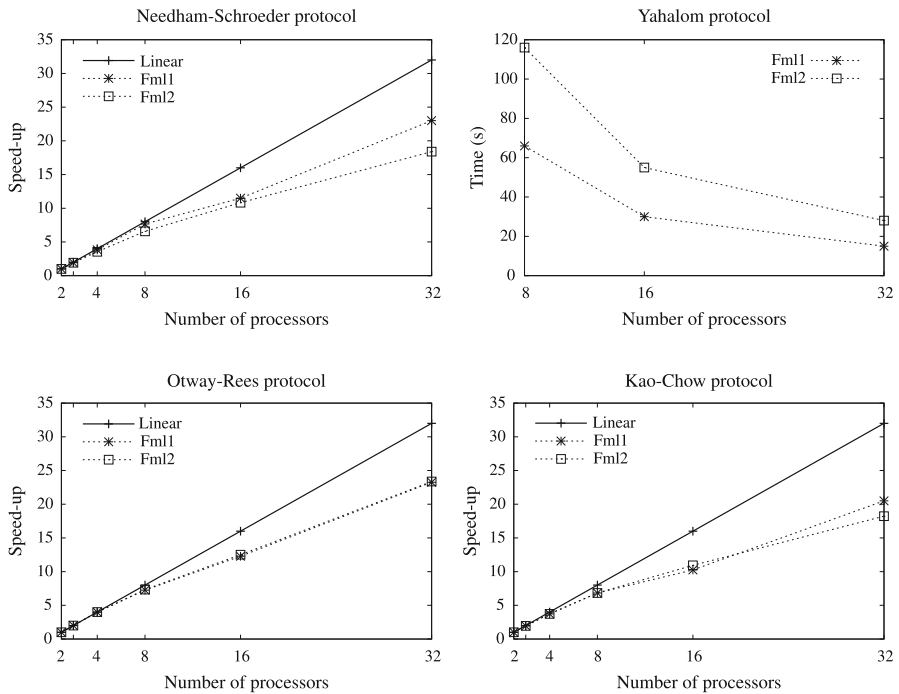 Needham-Schroeder protocol
35
30
25
20
15
10
5
0
Speed-up
Linear
Fml1
Fml2
2 4 8 16 32
Number of processors
Yahalom protocol
120
100
80
60
40
20
0
Time (s)
Fml1
Fml2
8 16 32
Number of processors
Otway-Rees protocol
35
30
25
20
15
10
5
0
Speed-up
Linear
Fml1
Fml2
2 4 8 16 32
Number of processors
Kao-Chow protocol
35
30
25
20
15
10
5
0
Speed-up
Linear
Fml1
Fml2
2 4 8 16 32
Number of processors